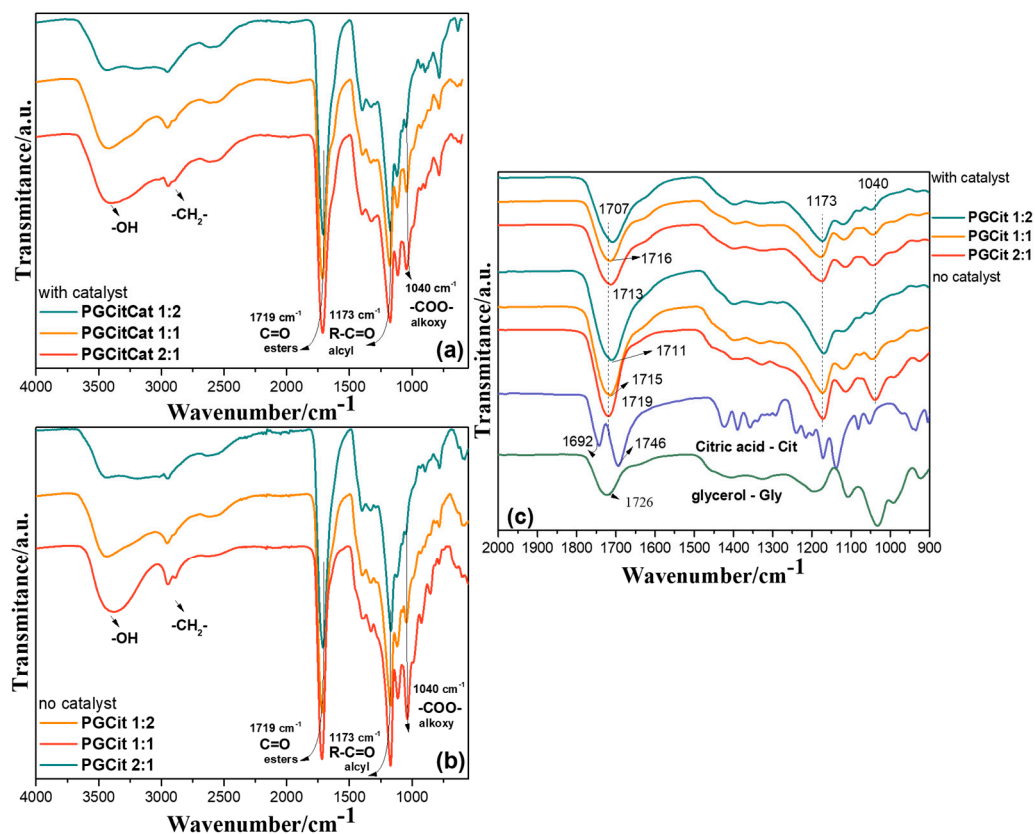 Transmitance/a.u.
-OH
-CH2-
with catalyst
PGCitCat 1:2
PGCitCat 1:1
PGCitCat 2:1
1719 cm-1
C=O
esters
1173 cm-1
R-C=O
alcyl
1040 cm-1
-COO-
alkoxy
(a)
4000 3500 3000 2500 2000 1500 1000
Wavenumber/cm-1
Transmitance/a.u.
-OH
-CH2-
no catalyst
PGCit 1:2
PGCit 1:1
PGCit 2:1
1719 cm-1
C=O
esters
1173 cm-1
R-C=O
alcyl
1040 cm-1
-COO-
alkoxy
(b)
4000 3500 3000 2500 2000 1500 1000
Wavenumber/cm-1
Transmitance/a.u.
1707
1173
1040
1716
1713
1711
1715
1719
1692
1746
Citric acid - Cit
1726
glycerol - Gly
(c)
2000 1900 1800 1700 1600 1500 1400 1300 1200 1100 1000 900
Wavenumber/cm-1
with catalyst
PGCit 1:2
PGCit 1:1
PGCit 2:1
no catalyst